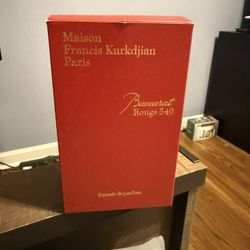 Maison
Francis Kurkdjian
Paris
Baccarat
Rouge 540
Extrait de parfum